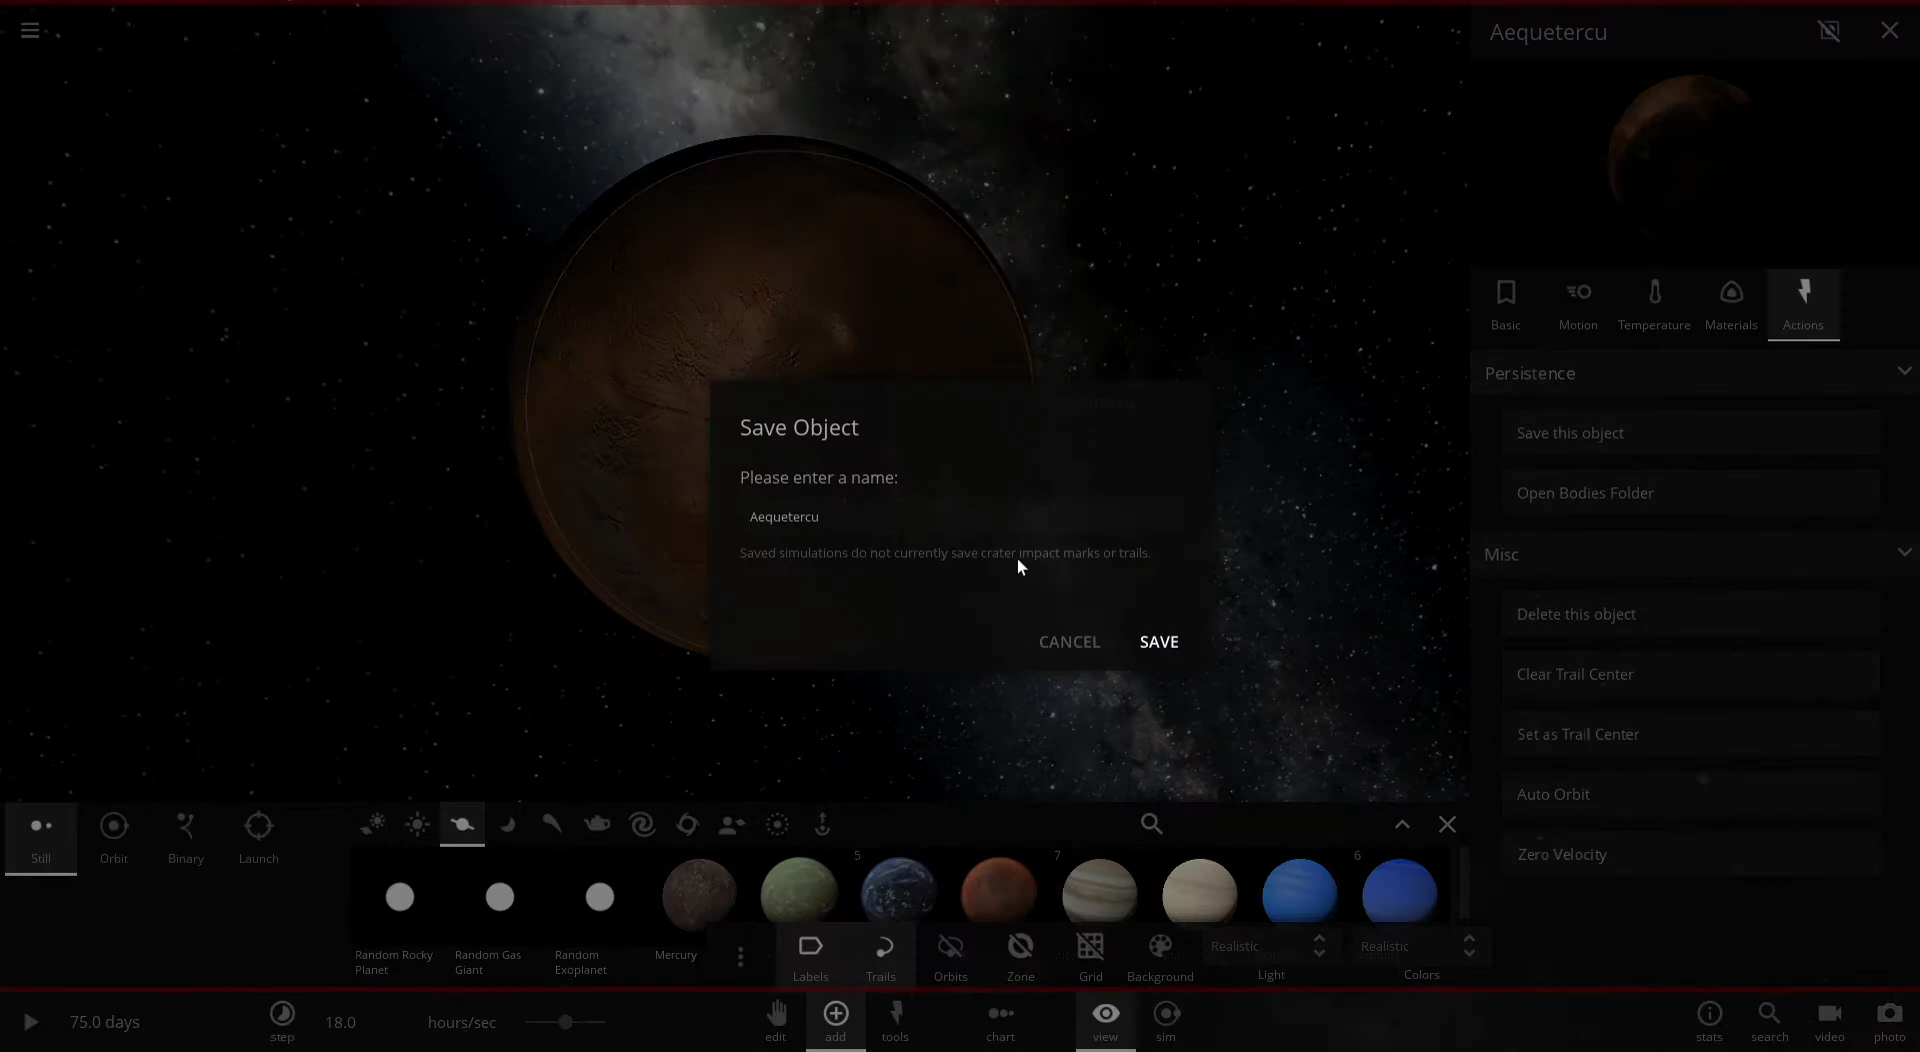 Aequetercu
Basic
Motion
Temperature
Materials
Actions
Persistence
Save this object
Open Bodies Folder
Misc
Delete this object
Clear Trail Center
Set as Trail Center
Auto Orbit
Zero Velocity
Save Object
Please enter a name:
Aequetercu
Saved simulations do not currently save crater impact marks or trails.
CANCEL
SAVE
Still
Orbit
Binary
Launch
5
7
6
Random Rocky
Planet
Random Gas
Giant
Random
Exoplanet
Mercury
Labels
Trails
Orbits
Zone
Grid
Background
Realistic
Light
Realistic
Colors
75.0 days
step
18.0
hours/sec
edit
add
tools
chart
view
sim
stats
search
video
photo